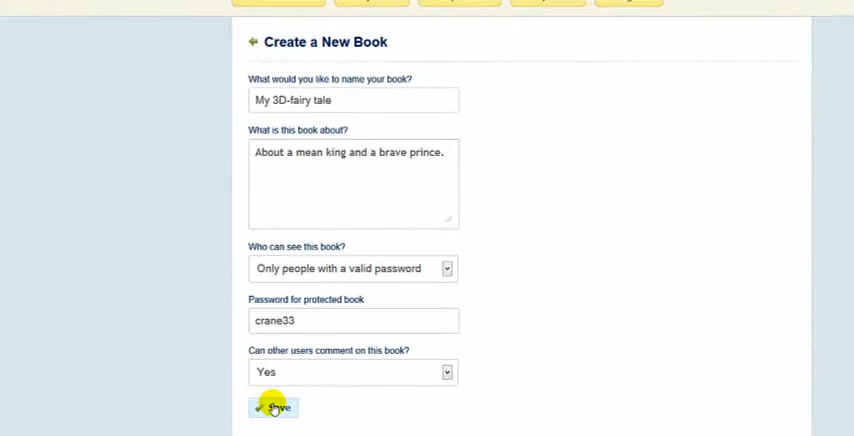 Create a New Book
What would you like to name your book?
My 3D-fairy tale
What is this book about?
About a mean king and a brave prince.
Who can see this book?
Only people with a valid password
Password for protected book
crane33
Can other users comment on this book?
Yes
Save